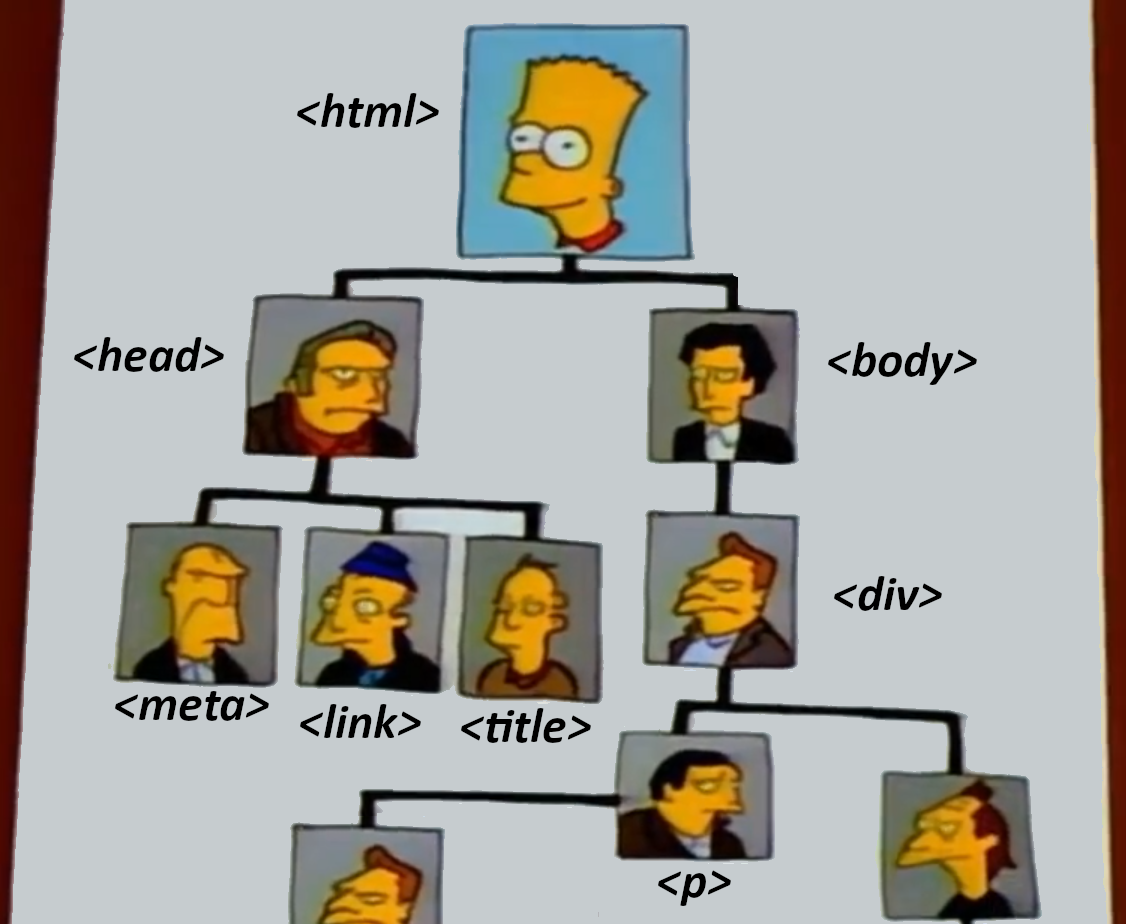 <html>
<head>
<body>
<div>
<meta>
<link>
<title>
<p>